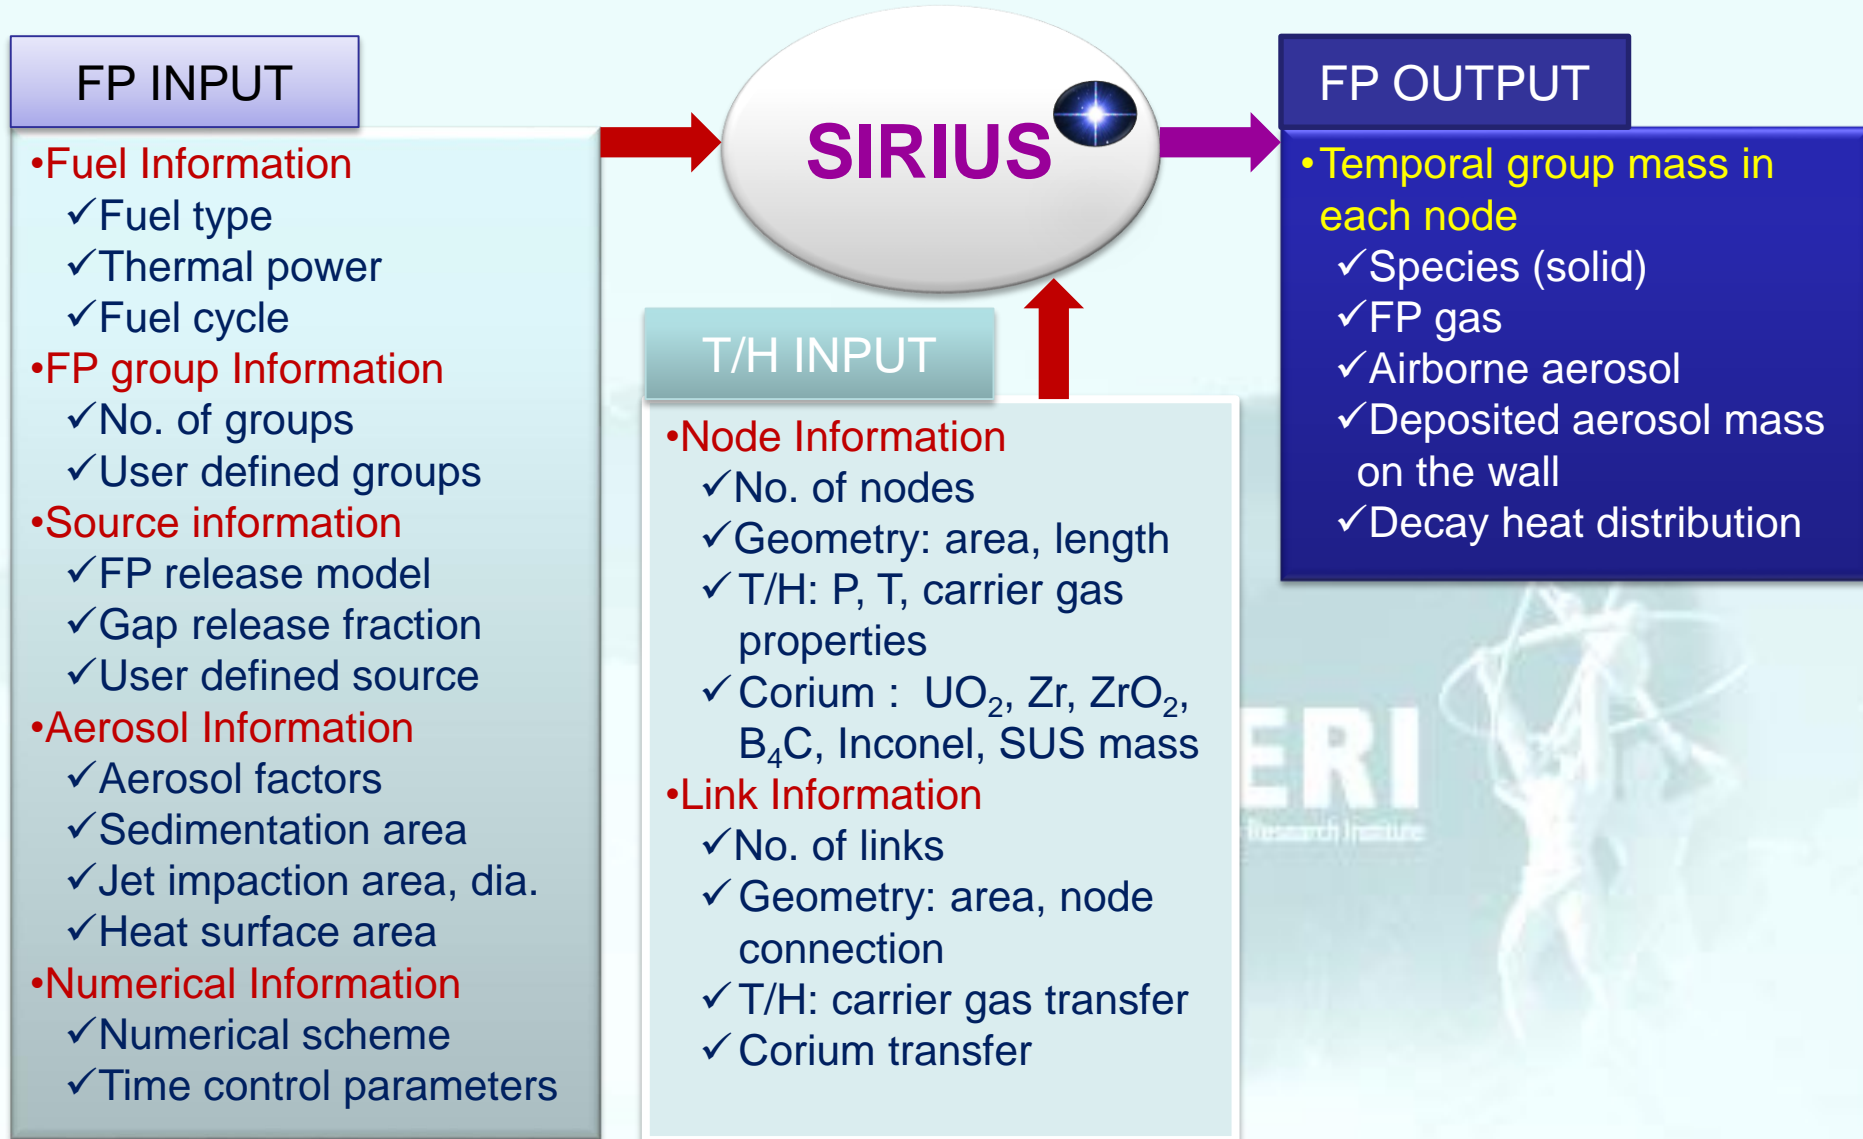 FP INPUT
•Fuel Information
✓Fuel type
✓Thermal power
✓Fuel cycle
•FP group Information
✓No. of groups
✓User defined groups
•Source information
✓FP release model
✓Gap release fraction
✓User defined source
•Aerosol Information
✓Aerosol factors
✓Sedimentation area
✓Jet impaction area, dia.
✓Heat surface area
•Numerical Information
✓Numerical scheme
✓Time control parameters
SIRIUS
T/H INPUT
•Node Information
✓No. of nodes
✓Geometry: area, length
✓T/H: P, T, carrier gas
properties
✓Corium : UO₂, Zr, ZrO₂,
B₄C, Inconel, SUS mass
•Link Information
✓No. of links
✓Geometry: area, node
connection
✓T/H: carrier gas transfer
✓Corium transfer
FP OUTPUT
•Temporal group mass in
each node
✓Species (solid)
✓FP gas
✓Airborne aerosol
✓Deposited aerosol mass
on the wall
✓Decay heat distribution
ERI
Research Institute